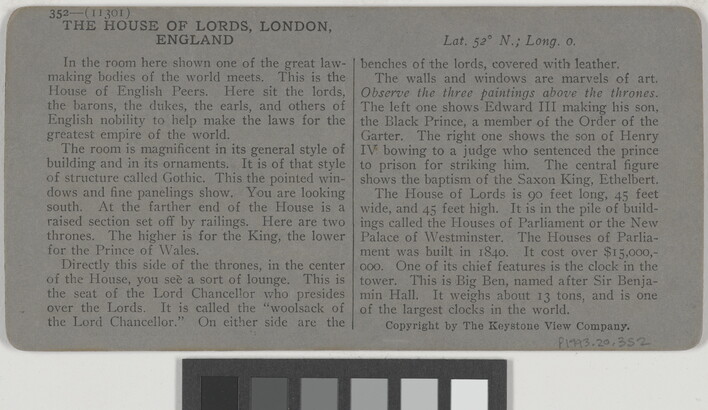 352—(11301)
THE HOUSE OF LORDS, LONDON,
ENGLAND
In the room here shown one of the great law-
making bodies of the world meets. This is the
House of English Peers. Here sit the lords,
the barons, the dukes, the earls, and others of
English nobility to help make the laws for the
greatest empire of the world.
The room is magnificent in its general style of
building and in its ornaments. It is of that style
of structure called Gothic. This the pointed win-
dows and fine panelings show. You are looking
south. At the farther end of the House is a
raised section set off by railings. Here are two
thrones. The higher is for the King, the lower
for the Prince of Wales.
Directly this side of the thrones, in the center
of the House, you see a sort of lounge. This is
the seat of the Lord Chancellor who presides
over the Lords. It is called the "woolsack of
the Lord Chancellor." On either side are the
Lat. 52° N.; Long. 0.
benches of the lords, covered with leather.
The walls and windows are marvels of art.
Observe the three paintings above the thrones.
The left one shows Edward III making his son,
the Black Prince, a member of the Order of the
Garter. The right one shows the son of Henry
IV bowing to a judge who sentenced the prince
to prison for striking him. The central figure
shows the baptism of the Saxon King, Ethelbert.
The House of Lords is 90 feet long, 45 feet
wide, and 45 feet high. It is in the pile of build-
ings called the Houses of Parliament or the New
Palace of Westminster. The Houses of Parlia-
ment was built in 1840. It cost over $15,000,-
000. One of its chief features is the clock in the
tower. This is Big Ben, named after Sir Benja-
min Hall. It weighs about 13 tons, and is one
of the largest clocks in the world.
Copyright by The Keystone View Company.
P1993.20.352